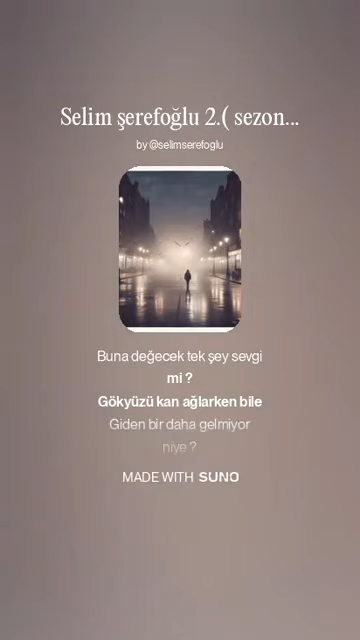 Selim şerefoğlu 2.( sezon...
by @selimserefoglu
Buna değecek tek şey sevgi
mi ?
Gökyüzü kan ağlarken bile
Giden bir daha gelmiyor
niye ?
MADE WITH SUNO